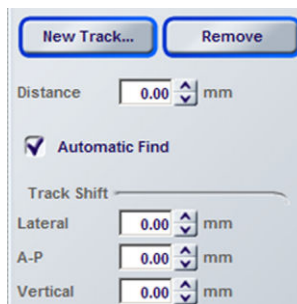 New Track... Remove
Distance 0.00 mm
Automatic Find
Track Shift
Lateral 0.00 mm
A-P 0.00 mm
Vertical 0.00 mm